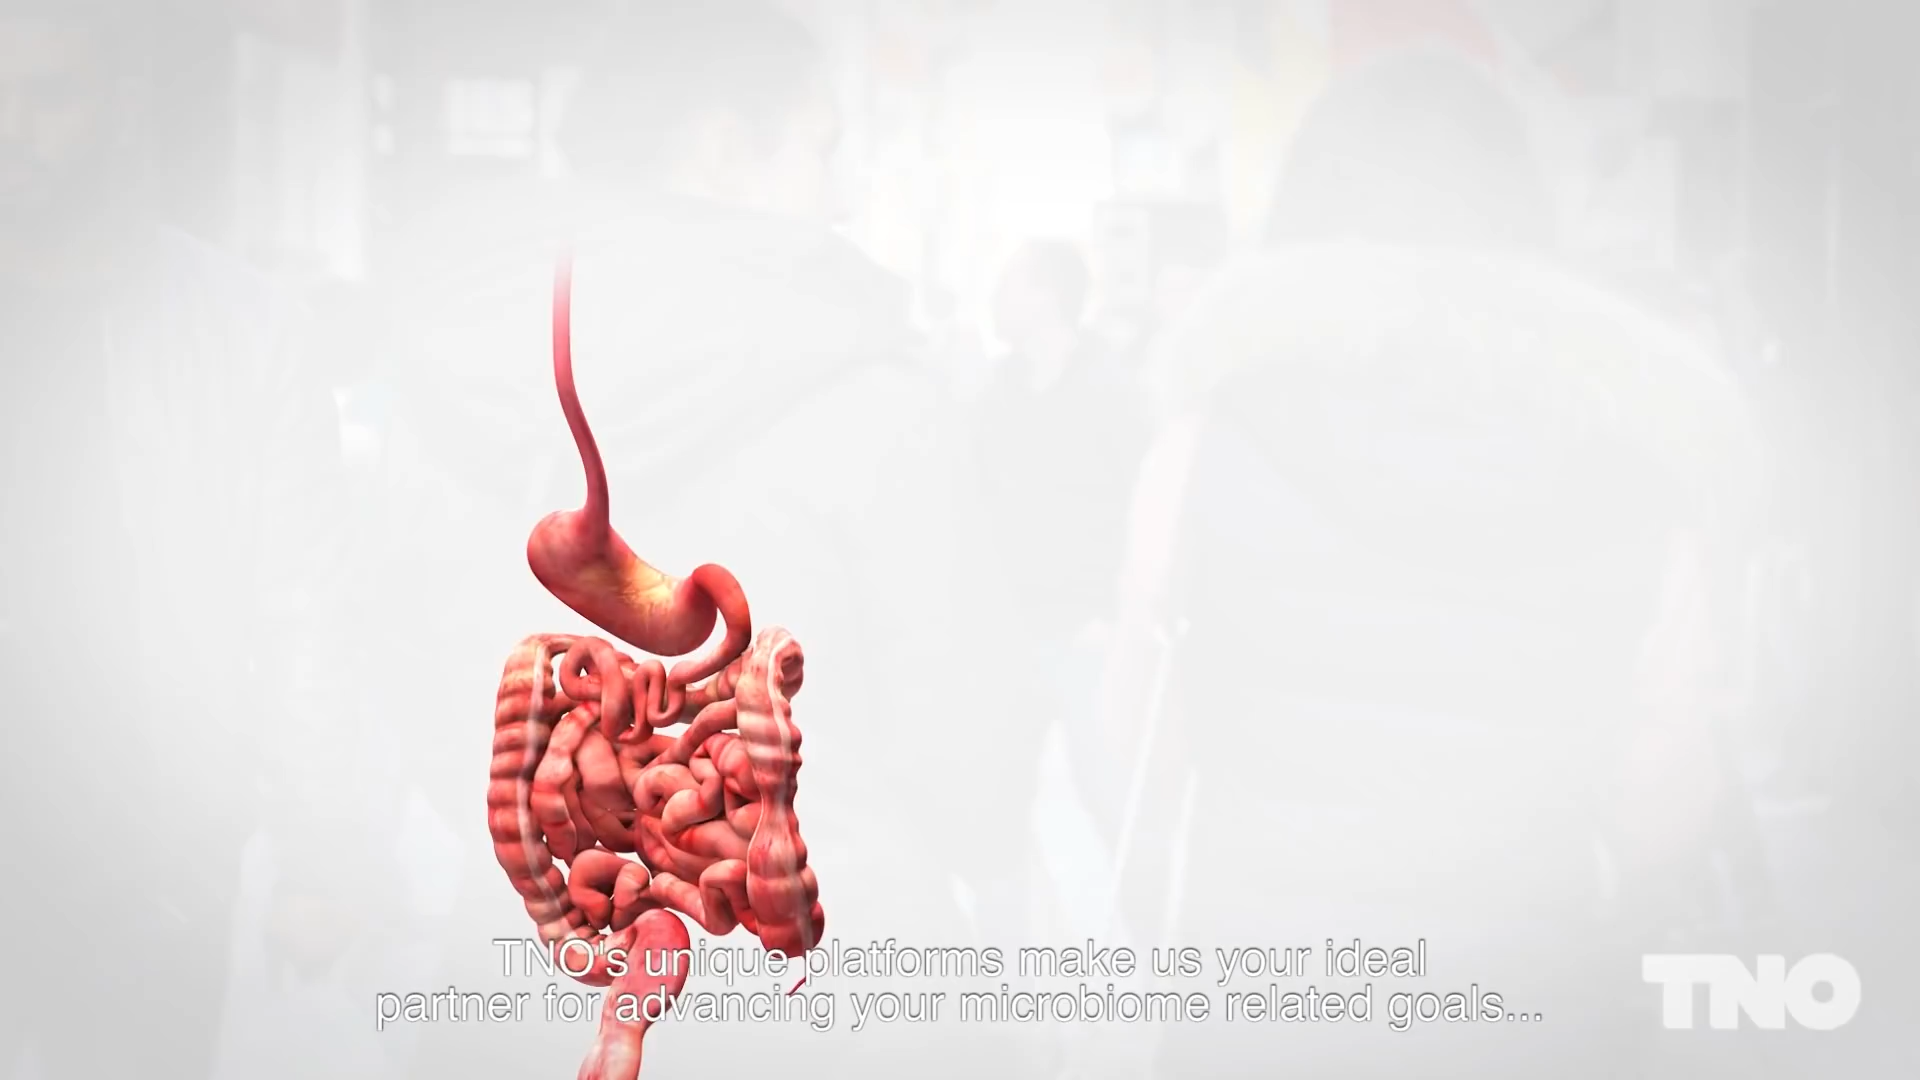 TNO's unique platforms make us your ideal
partner for advancing your microbiome related goals...
TNO